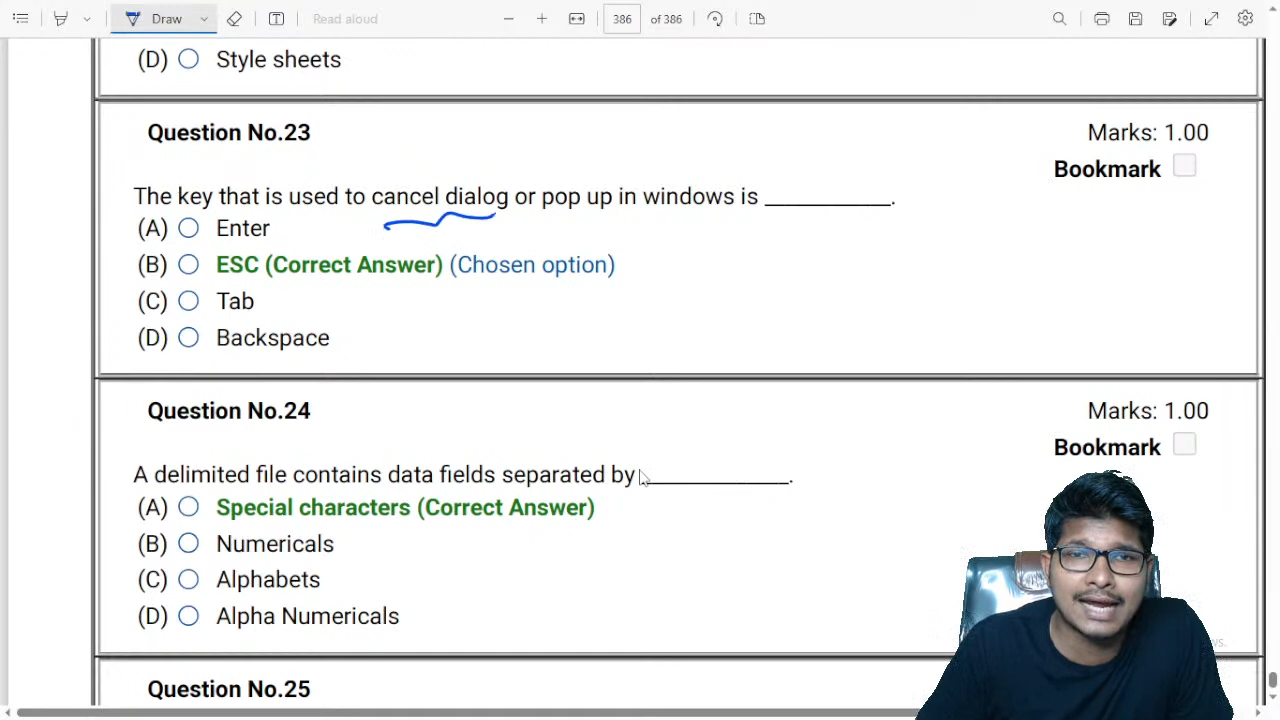 Draw
Read aloud
386 of 386
(D) Style sheets
Question No.23 Marks: 1.00
Bookmark
The key that is used to cancel dialog or pop up in windows is ___________.
(A) Enter
(B) ESC (Correct Answer) (Chosen option)
(C) Tab
(D) Backspace
Question No.24 Marks: 1.00
Bookmark
A delimited file contains data fields separated by ____________.
(A) Special characters (Correct Answer)
(B) Numericals
(C) Alphabets
(D) Alpha Numericals
Question No.25